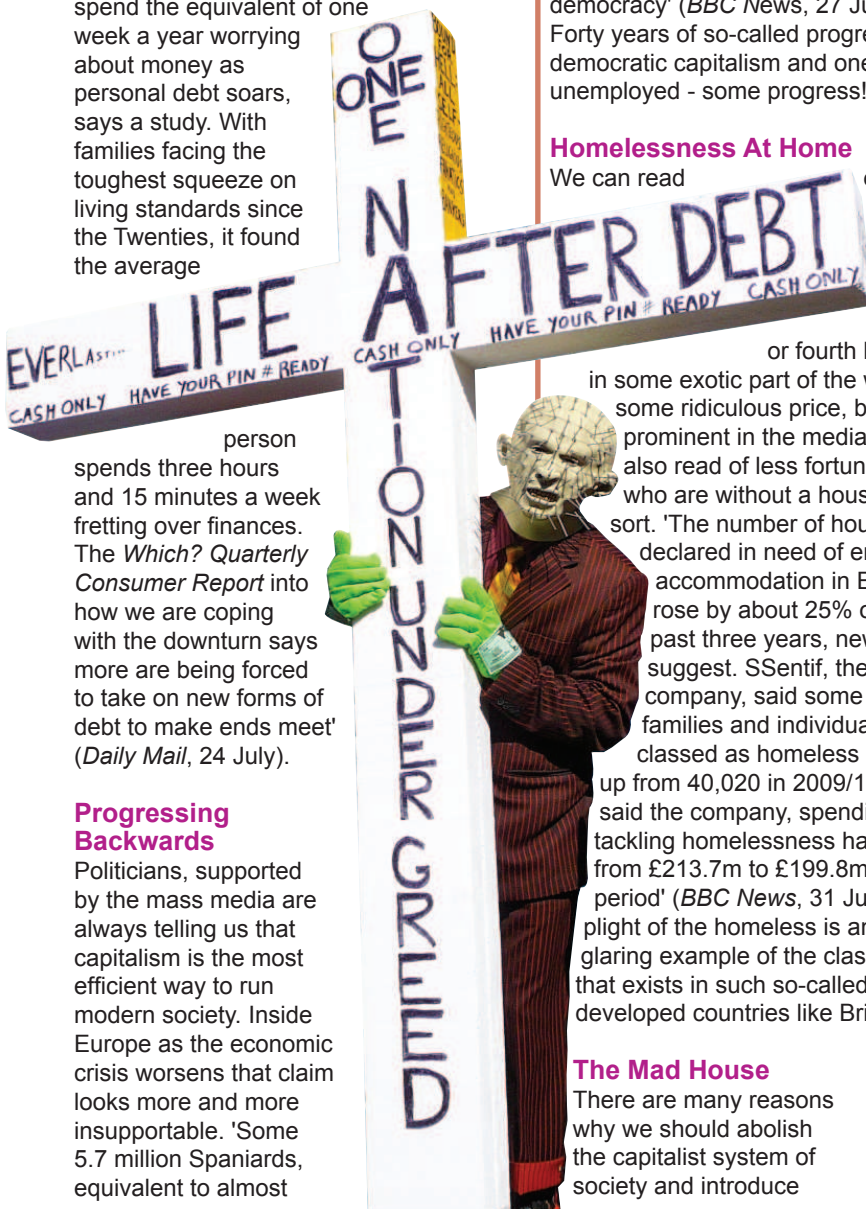 spend the equivalent of one
week a year worrying
about money as
personal debt soars,
says a study. With
families facing the
toughest squeeze on
living standards since
the Twenties, it found
the average
person
spends three hours
and 15 minutes a week
fretting over finances.
The Which? Quarterly
Consumer Report into
how we are coping
with the downturn says
more are being forced
to take on new forms of
debt to make ends meet'
(Daily Mail, 24 July).
Progressing
Backwards
Politicians, supported
by the mass media are
always telling us that
capitalism is the most
efficient way to run
modern society. Inside
Europe as the economic
crisis worsens that claim
looks more and more
insupportable. 'Some
5.7 million Spaniards,
equivalent to almost
ONE
ONE NATION UNDER GREED
EVERLASTIN LIFE AFTER DEBT
CASH ONLY HAVE YOUR PIN # READY CASH ONLY HAVE YOUR PIN # READY CASH ONLY
democracy' (BBC News, 27 Ju
Forty years of so-called progre
democratic capitalism and one
unemployed - some progress!
Homelessness At Home
We can read
or fourth
in some exotic part of the
some ridiculous price, b
prominent in the media
also read of less fortun
who are without a hous
sort. 'The number of hou
declared in need of e
accommodation in
rose by about 25%
past three years, new
suggest. SSentif, the
company, said some
families and individua
classed as homeless
up from 40,020 in 2009/1
said the company, spendi
tackling homelessness ha
from £213.7m to £199.8m
period' (BBC News, 31 Ju
plight of the homeless is
glaring example of the clas
that exists in such so-called
developed countries like Bri
The Mad House
There are many reasons
why we should abolish
the capitalist system of
society and introduce